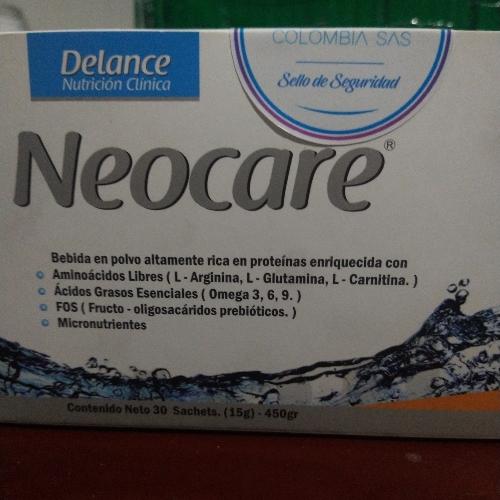 COLOMBIA SAS
Sello de Seguridad
Delance
Nutrición Clínica
Neocare®
Bebida en polvo altamente rica en proteínas enriquecida con
Aminoácidos Libres ( L - Arginina, L - Glutamina, L - Carnitina. )
Ácidos Grasos Esenciales ( Omega 3, 6, 9. )
FOS ( Fructo - oligosacáridos prebióticos. )
Micronutrientes
Contenido Neto 30 Sachets. (15g) - 450gr